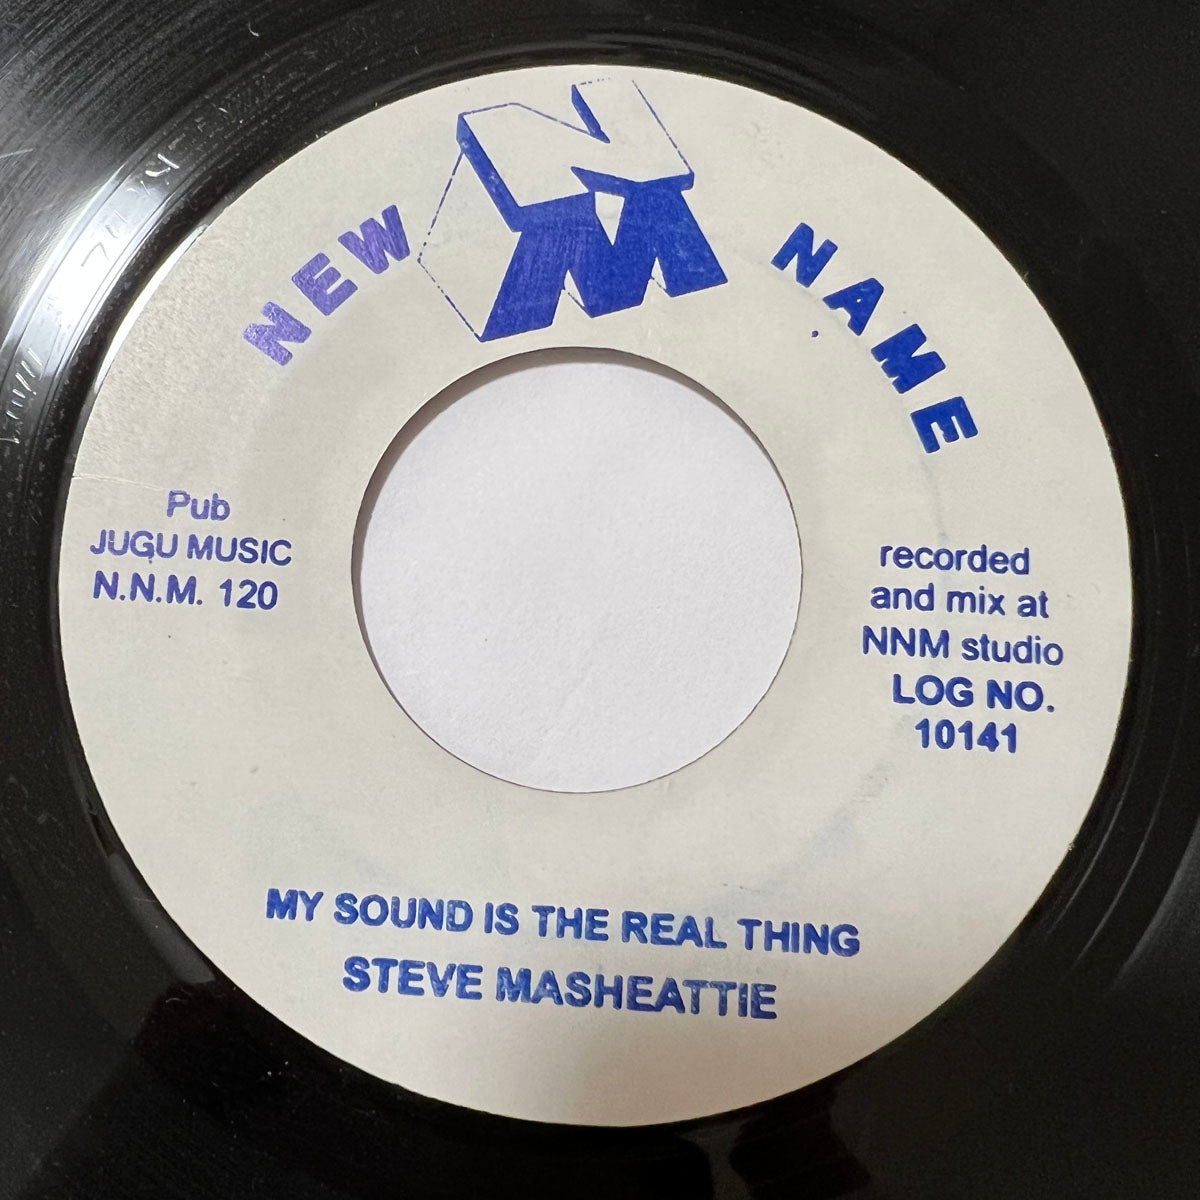 NM
NEW NAME
Pub
JUGU MUSIC
N.N.M. 120
recorded
and mix at
NNM studio
LOG NO.
10141
MY SOUND IS THE REAL THING
STEVE MASHEATTIE